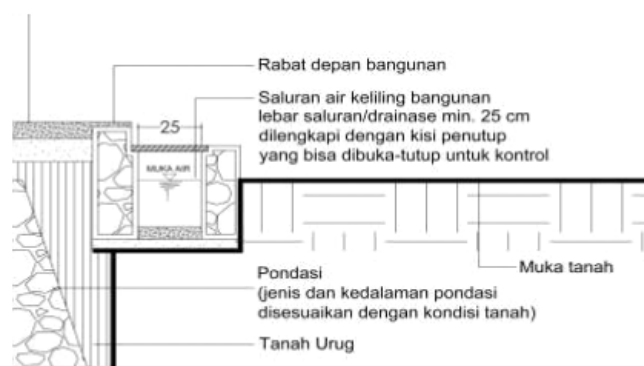 Rabat depan bangunan
Saluran air keliling bangunan
lebar saluran/drainase min. 25 cm
dilengkapi dengan kisi penutup
yang bisa dibuka-tutup untuk kontrol
25
MUKA AIR
Muka tanah
Pondasi
(jenis dan kedalaman pondasi
disesuaikan dengan kondisi tanah)
Tanah Urug